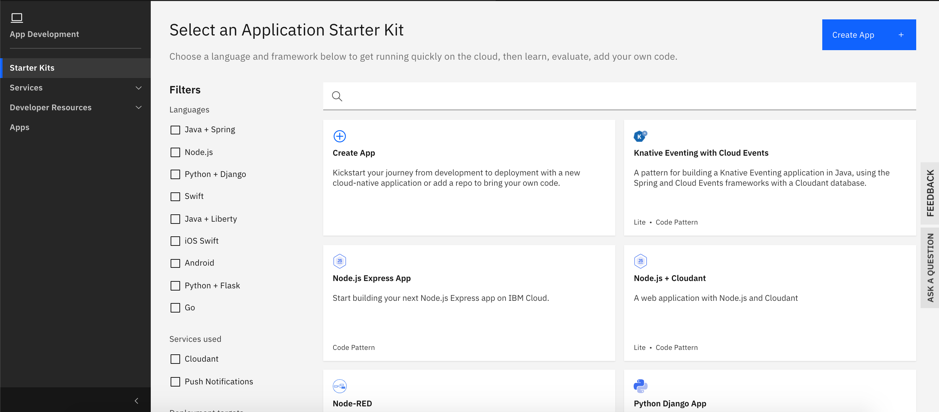 App Development
Starter Kits
Services
Developer Resources
Apps
Select an Application Starter Kit
Choose a language and framework below to get running quickly on the cloud, then learn, evaluate, add your own code.
Create App +
Filters
Languages
Java + Spring
Node.js
Python + Django
Swift
Java + Liberty
iOS Swift
Android
Python + Flask
Go
Services used
Cloudant
Push Notifications
Create App
Kickstart your journey from development to deployment with a new
cloud-native application or add a repo to bring your own code.
Knative Eventing with Cloud Events
A pattern for building a Knative Eventing application in Java, using the
Spring and Cloud Events frameworks with a Cloudant database.
Lite • Code Pattern
Node.js Express App
Start building your next Node.js Express app on IBM Cloud.
Code Pattern
Node.js + Cloudant
A web application with Node.js and Cloudant
Lite • Code Pattern
Node-RED
Python Django App
FEEDBACK
ASK A QUESTION